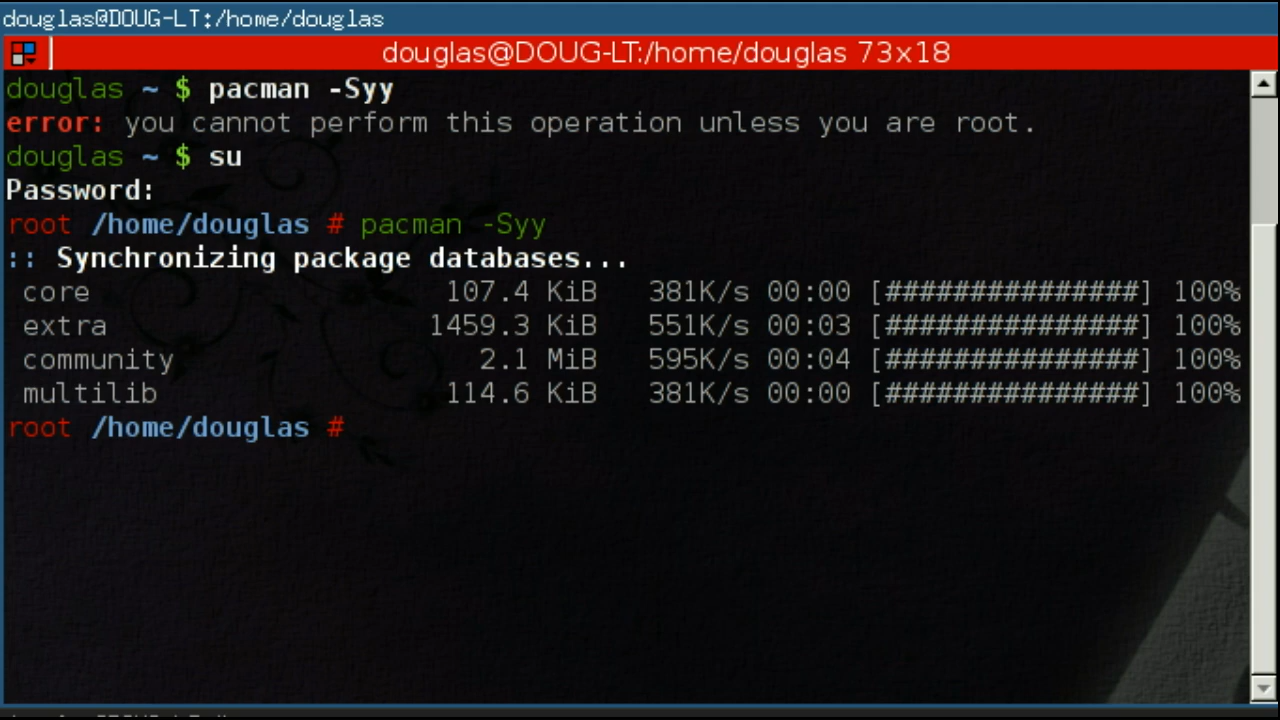 douglas@DOUG-LT:/home/douglas
douglas@DOUG-LT:/home/douglas 73x18
douglas ~ $ pacman -Syy
error: you cannot perform this operation unless you are root.
douglas ~ $ su
Password:
root /home/douglas # pacman -Syy
:: Synchronizing package databases...
core 107.4 KiB 381K/s 00:00 [###############] 100%
extra 1459.3 KiB 551K/s 00:03 [###############] 100%
community 2.1 MiB 595K/s 00:04 [###############] 100%
multilib 114.6 KiB 381K/s 00:00 [###############] 100%
root /home/douglas #